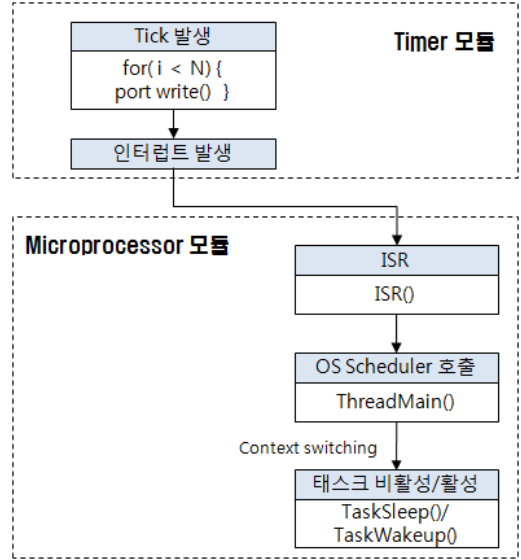 Tick 발생
Timer 모듈
for( i < N) {
port write() }
인터럽트 발생
Microprocessor 모듈
ISR
ISR()
OS Scheduler 호출
ThreadMain()
Context switching
태스크 비활성/활성
TaskSleep()/
TaskWakeup()